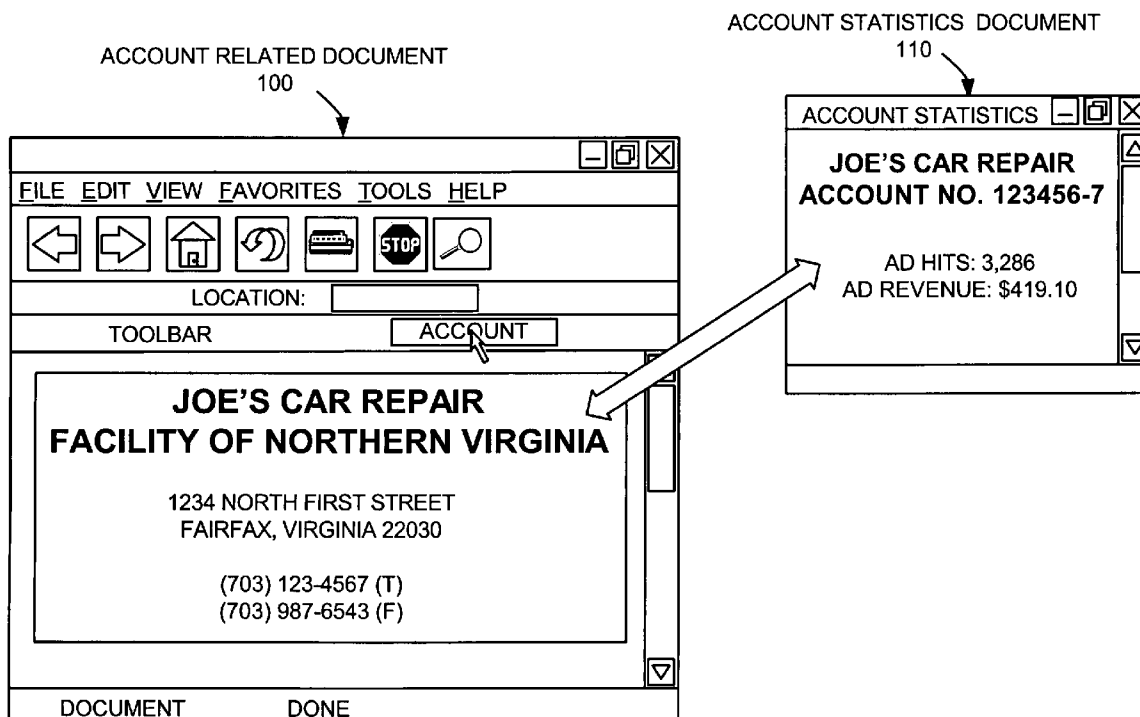 ACCOUNT RELATED DOCUMENT
100
ACCOUNT STATISTICS DOCUMENT
110
FILE EDIT VIEW FAVORITES TOOLS HELP
STOP
LOCATION:
TOOLBAR
ACCOUNT
JOE'S CAR REPAIR
FACILITY OF NORTHERN VIRGINIA
1234 NORTH FIRST STREET
FAIRFAX, VIRGINIA 22030
(703) 123-4567 (T)
(703) 987-6543 (F)
DOCUMENT DONE
ACCOUNT STATISTICS
JOE'S CAR REPAIR
ACCOUNT NO. 123456-7
AD HITS: 3,286
AD REVENUE: $419.10